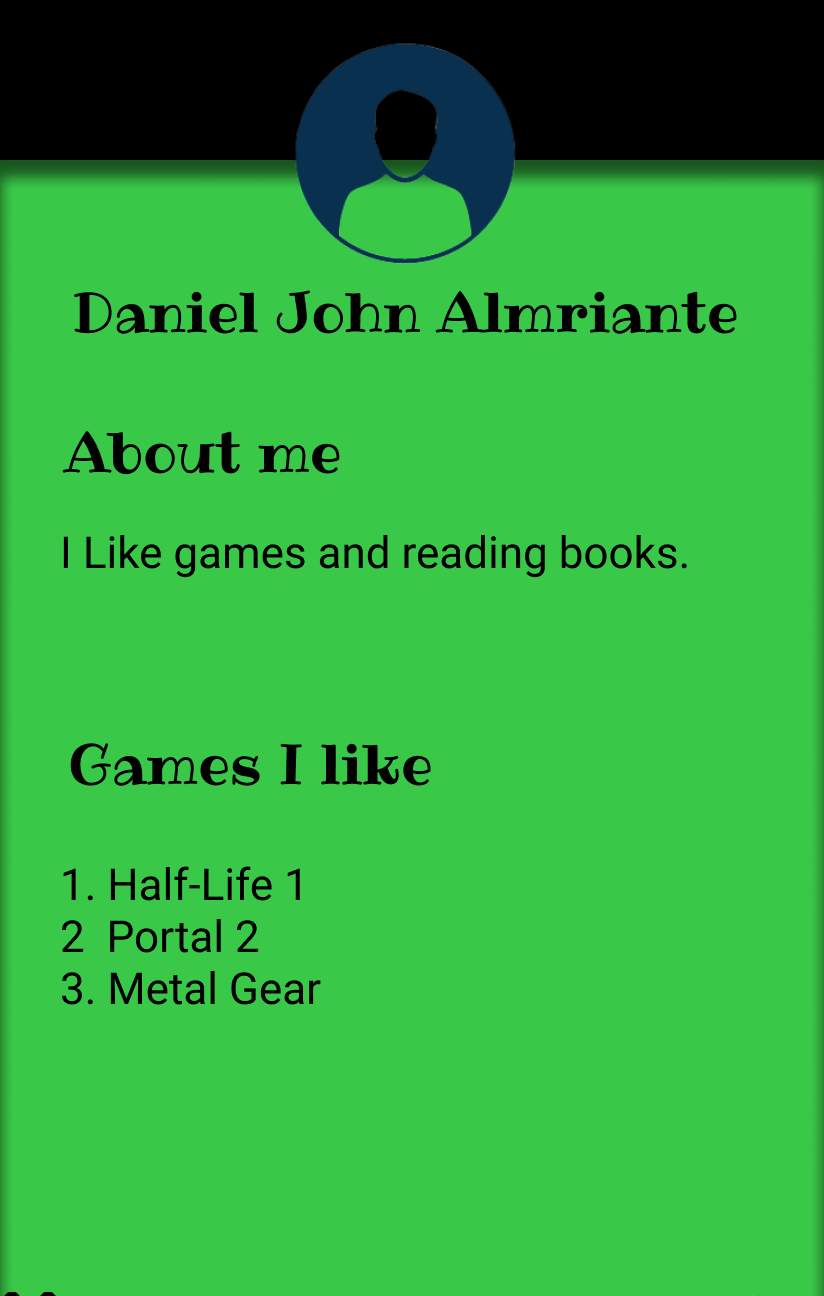 Daniel John Almriante
About me
I Like games and reading books.
Games I like
1. Half-Life 1
2  Portal 2
3. Metal Gear